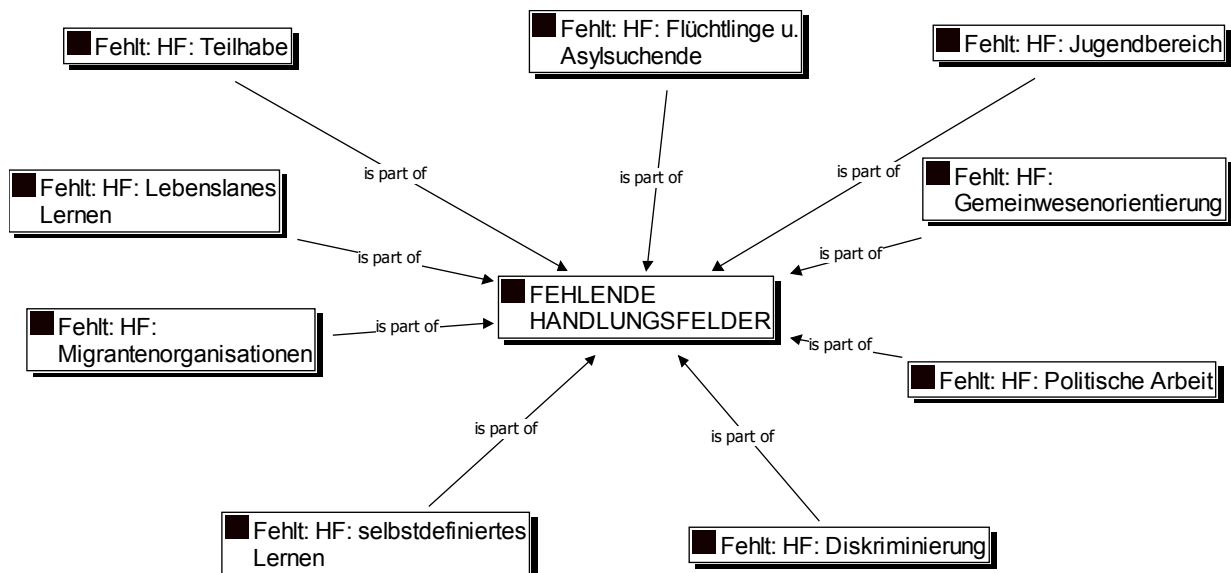 Fehlt: HF: Teilhabe
Fehlt: HF: Flüchtlinge u.
Asylsuchende
Fehlt: HF: Jugendbereich
is part of
is part of
is part of
Fehlt: HF: Lebenslanes
Lernen
Fehlt: HF:
Gemeinwesenorientierung
is part of
is part of
FEHLENDE
HANDLUNGSFELDER
Fehlt: HF:
Migrantenorganisationen
is part of
is part of
Fehlt: HF: Politische Arbeit
is part of
is part of
Fehlt: HF: selbstdefiniertes
Lernen
Fehlt: HF: Diskriminierung